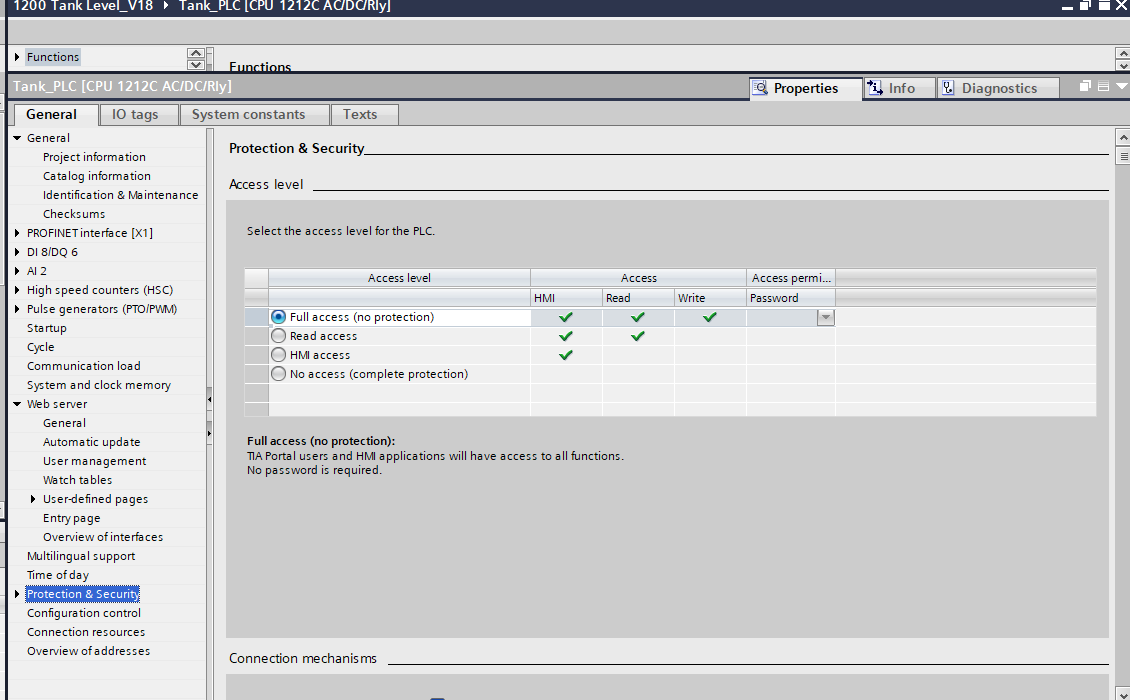 1200 Tank Level_V18 ▸ Tank_PLC [CPU 1212C AC/DC/Rly]
Functions
Functions
Tank_PLC [CPU 1212C AC/DC/Rly]
Properties
Info
Diagnostics
General
IO tags
System constants
Texts
General
Project information
Catalog information
Identification & Maintenance
Checksums
PROFINET interface [X1]
DI 8/DQ 6
AI 2
High speed counters (HSC)
Pulse generators (PTO/PWM)
Startup
Cycle
Communication load
System and clock memory
Web server
General
Automatic update
User management
Watch tables
User-defined pages
Entry page
Overview of interfaces
Multilingual support
Time of day
Protection & Security
Configuration control
Connection resources
Overview of addresses
Protection & Security
Access level
Select the access level for the PLC.
Access level Access Access permi...
HMI Read Write Password
Full access (no protection)
Read access
HMI access
No access (complete protection)
Full access (no protection):
TIA Portal users and HMI applications will have access to all functions.
No password is required.
Connection mechanisms